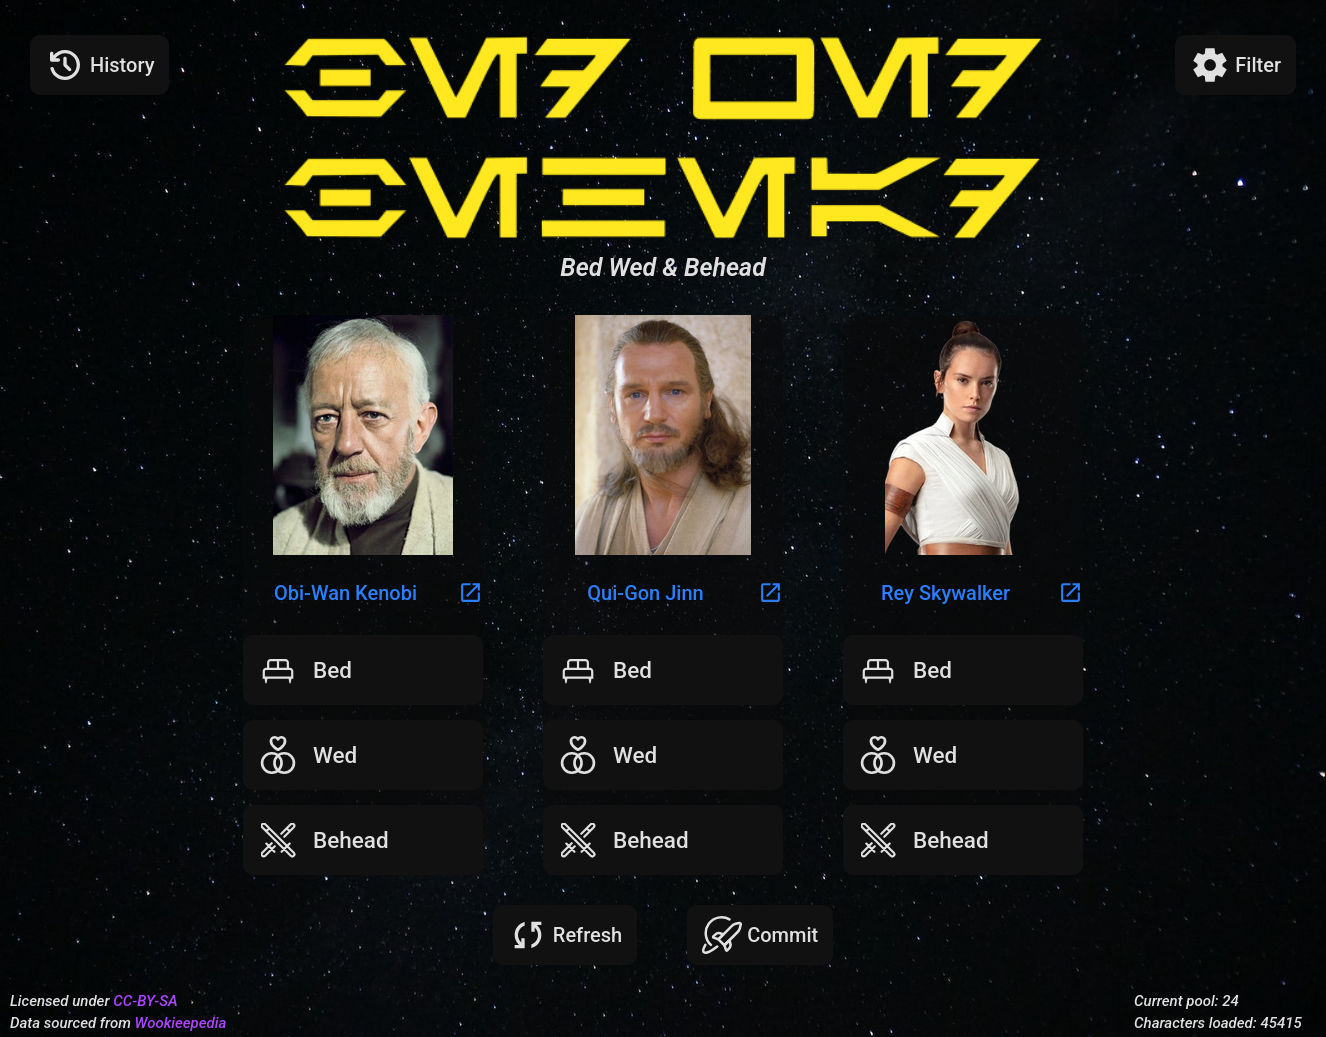 History
Filter
Bed Wed & Behead
Obi-Wan Kenobi
Qui-Gon Jinn
Rey Skywalker
Bed
Bed
Bed
Wed
Wed
Wed
Behead
Behead
Behead
Refresh
Commit
Licensed under CC-BY-SA
Data sourced from Wookieepedia
Current pool: 24
Characters loaded: 45415